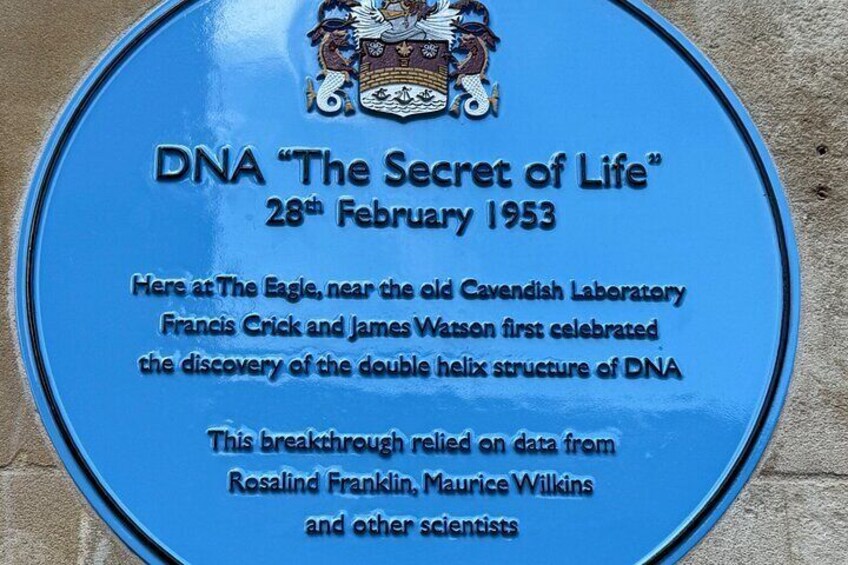 DNA “The Secret of Life”
28th February 1953
Here at The Eagle, near the old Cavendish Laboratory
Francis Crick and James Watson first celebrated
the discovery of the double helix structure of DNA
This breakthrough relied on data from
Rosalind Franklin, Maurice Wilkins
and other scientists